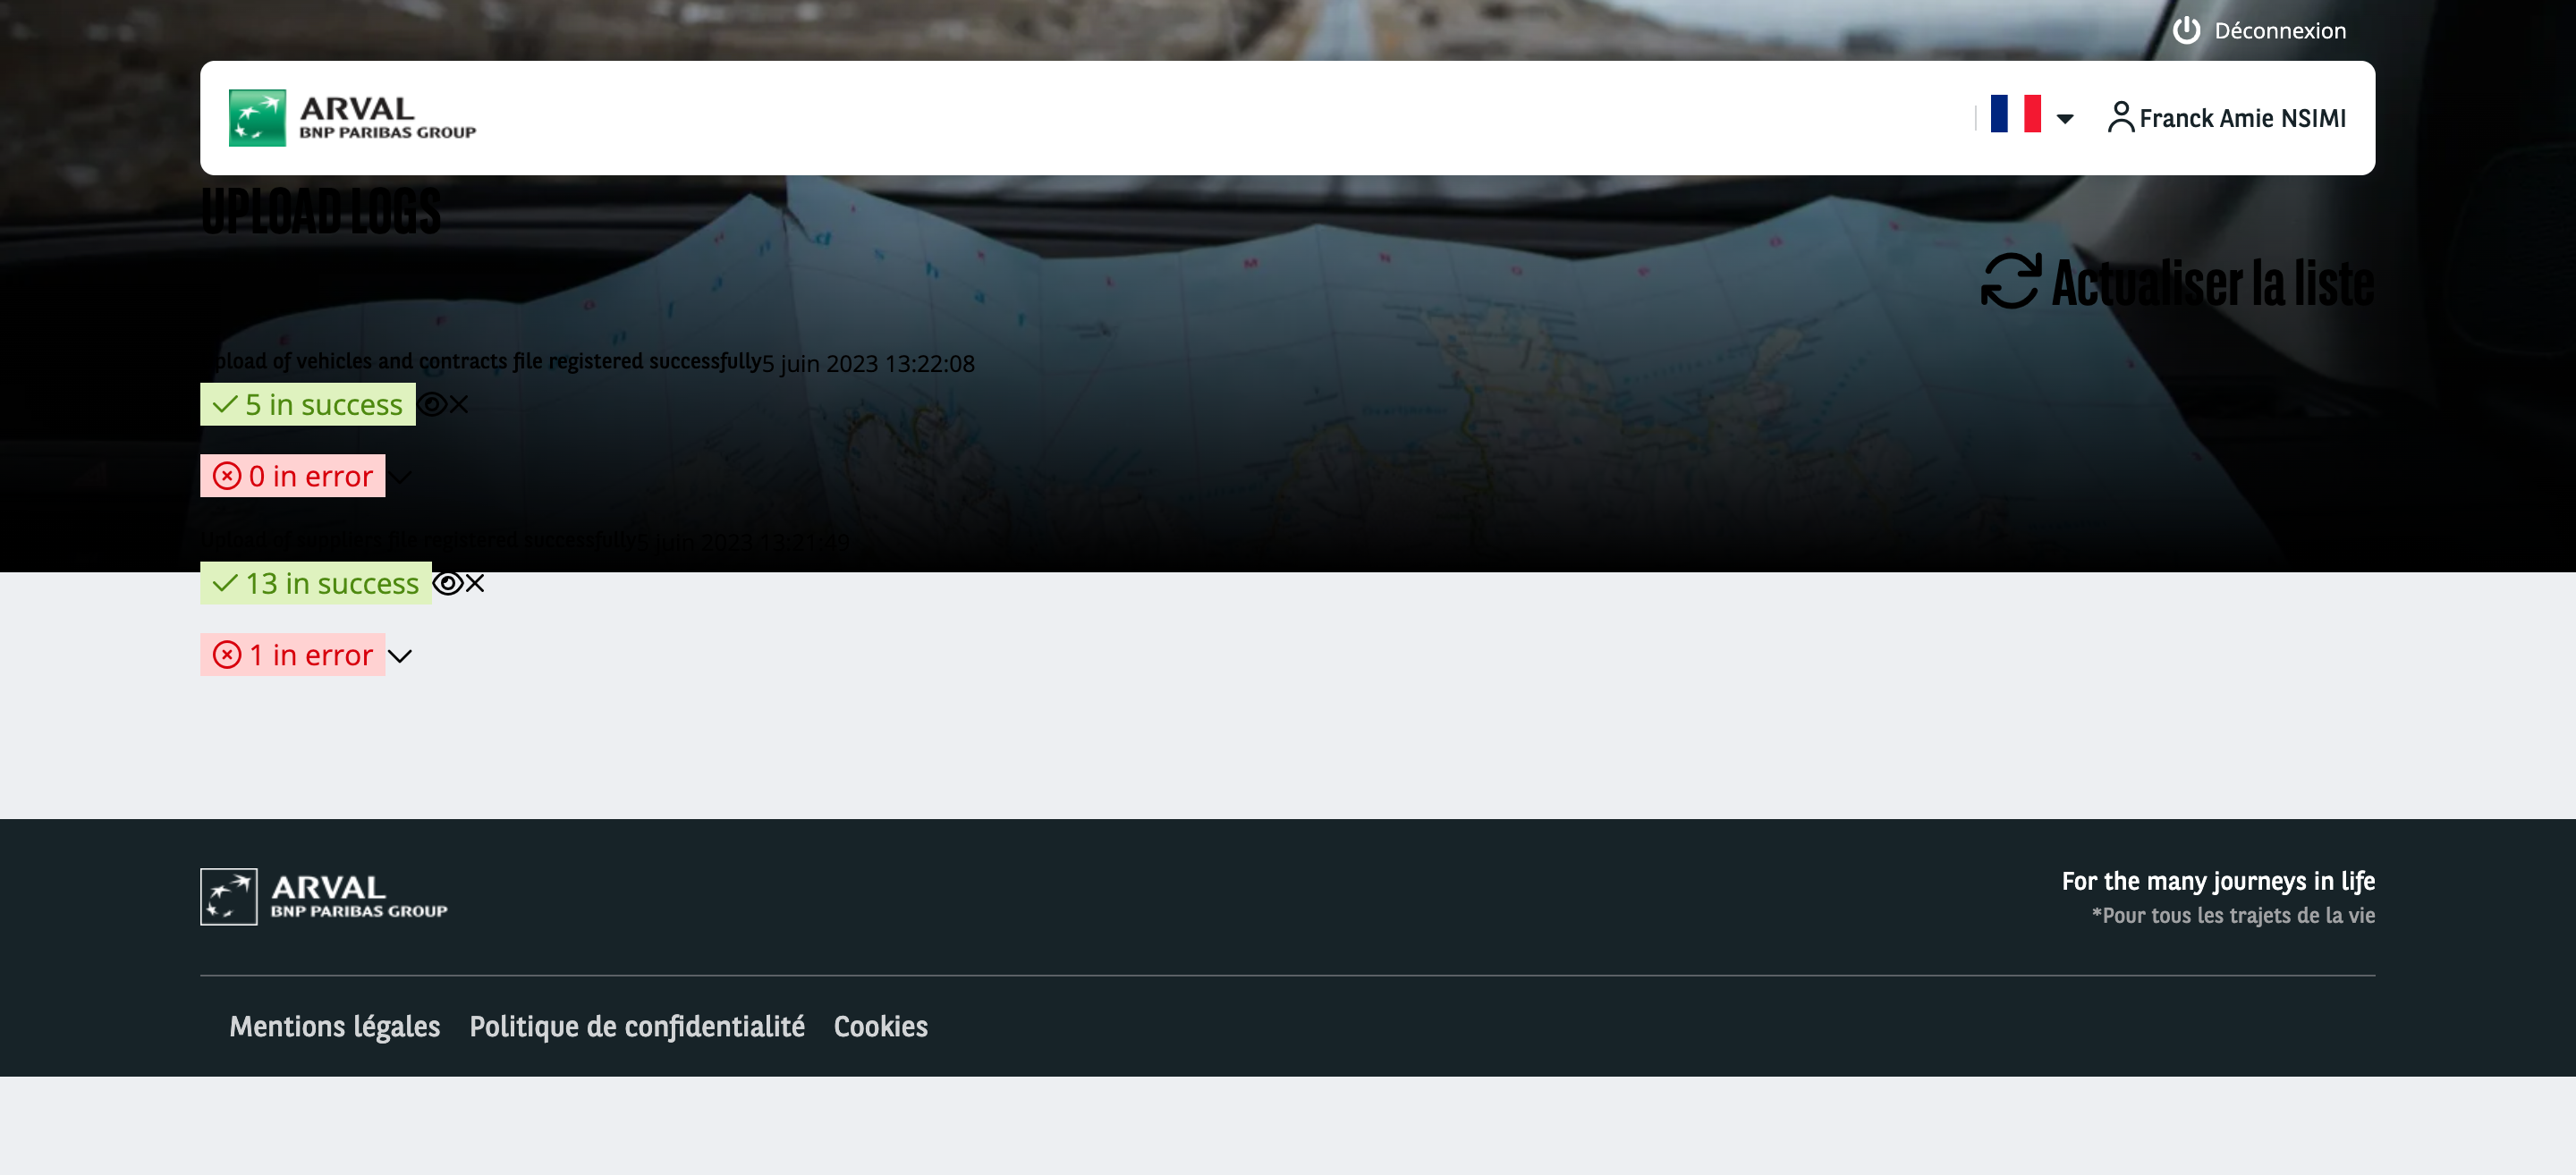 Déconnexion
ARVAL
BNP PARIBAS GROUP
Franck Amie NSIMI
UPLOAD LOGS
Actualiser la liste
Upload of vehicles and contracts file registered successfully5 juin 2023 13:22:08
5 in success
0 in error
Upload of suppliers file registered successfully5 juin 2023 13:21:49
13 in success
1 in error
ARVAL
BNP PARIBAS GROUP
For the many journeys in life
*Pour tous les trajets de la vie
Mentions légales Politique de confidentialité Cookies